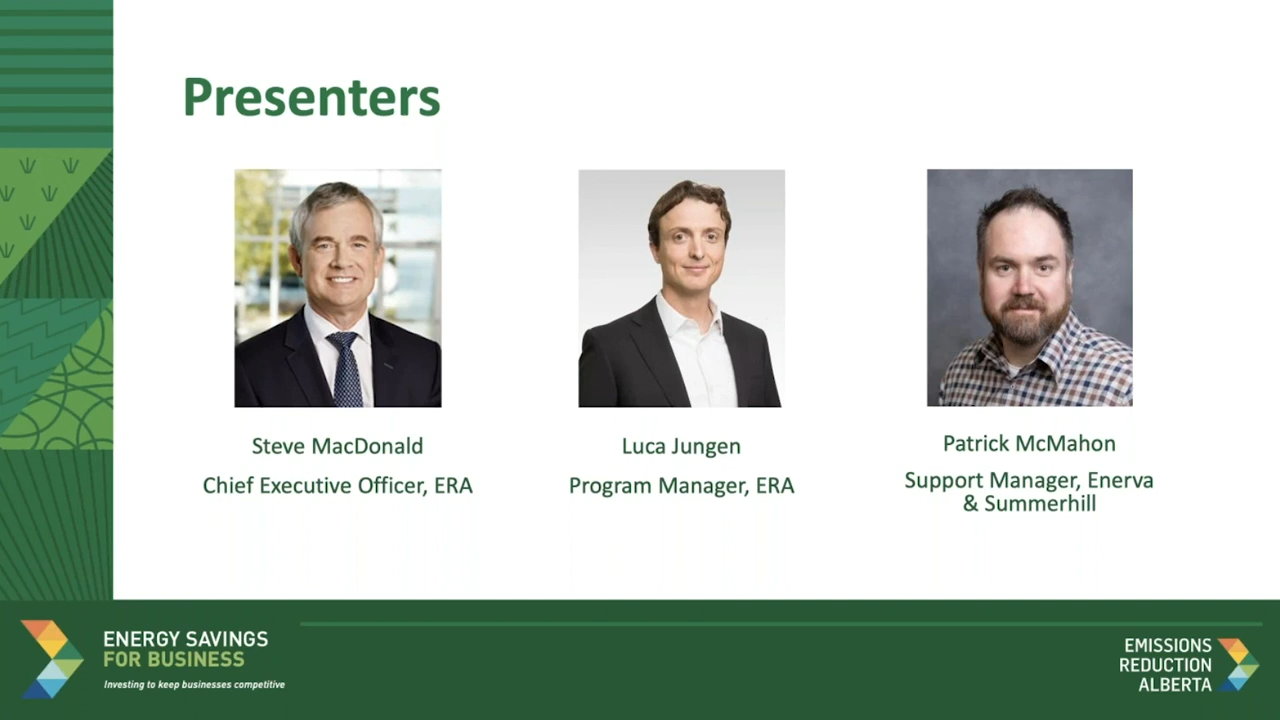 Presenters
Steve MacDonald
Chief Executive Officer, ERA
Luca Jungen
Program Manager, ERA
Patrick McMahon
Support Manager, Enerva
& Summerhill
ENERGY SAVINGS
FOR BUSINESS
Investing to keep businesses competitive
EMISSIONS
REDUCTION
ALBERTA